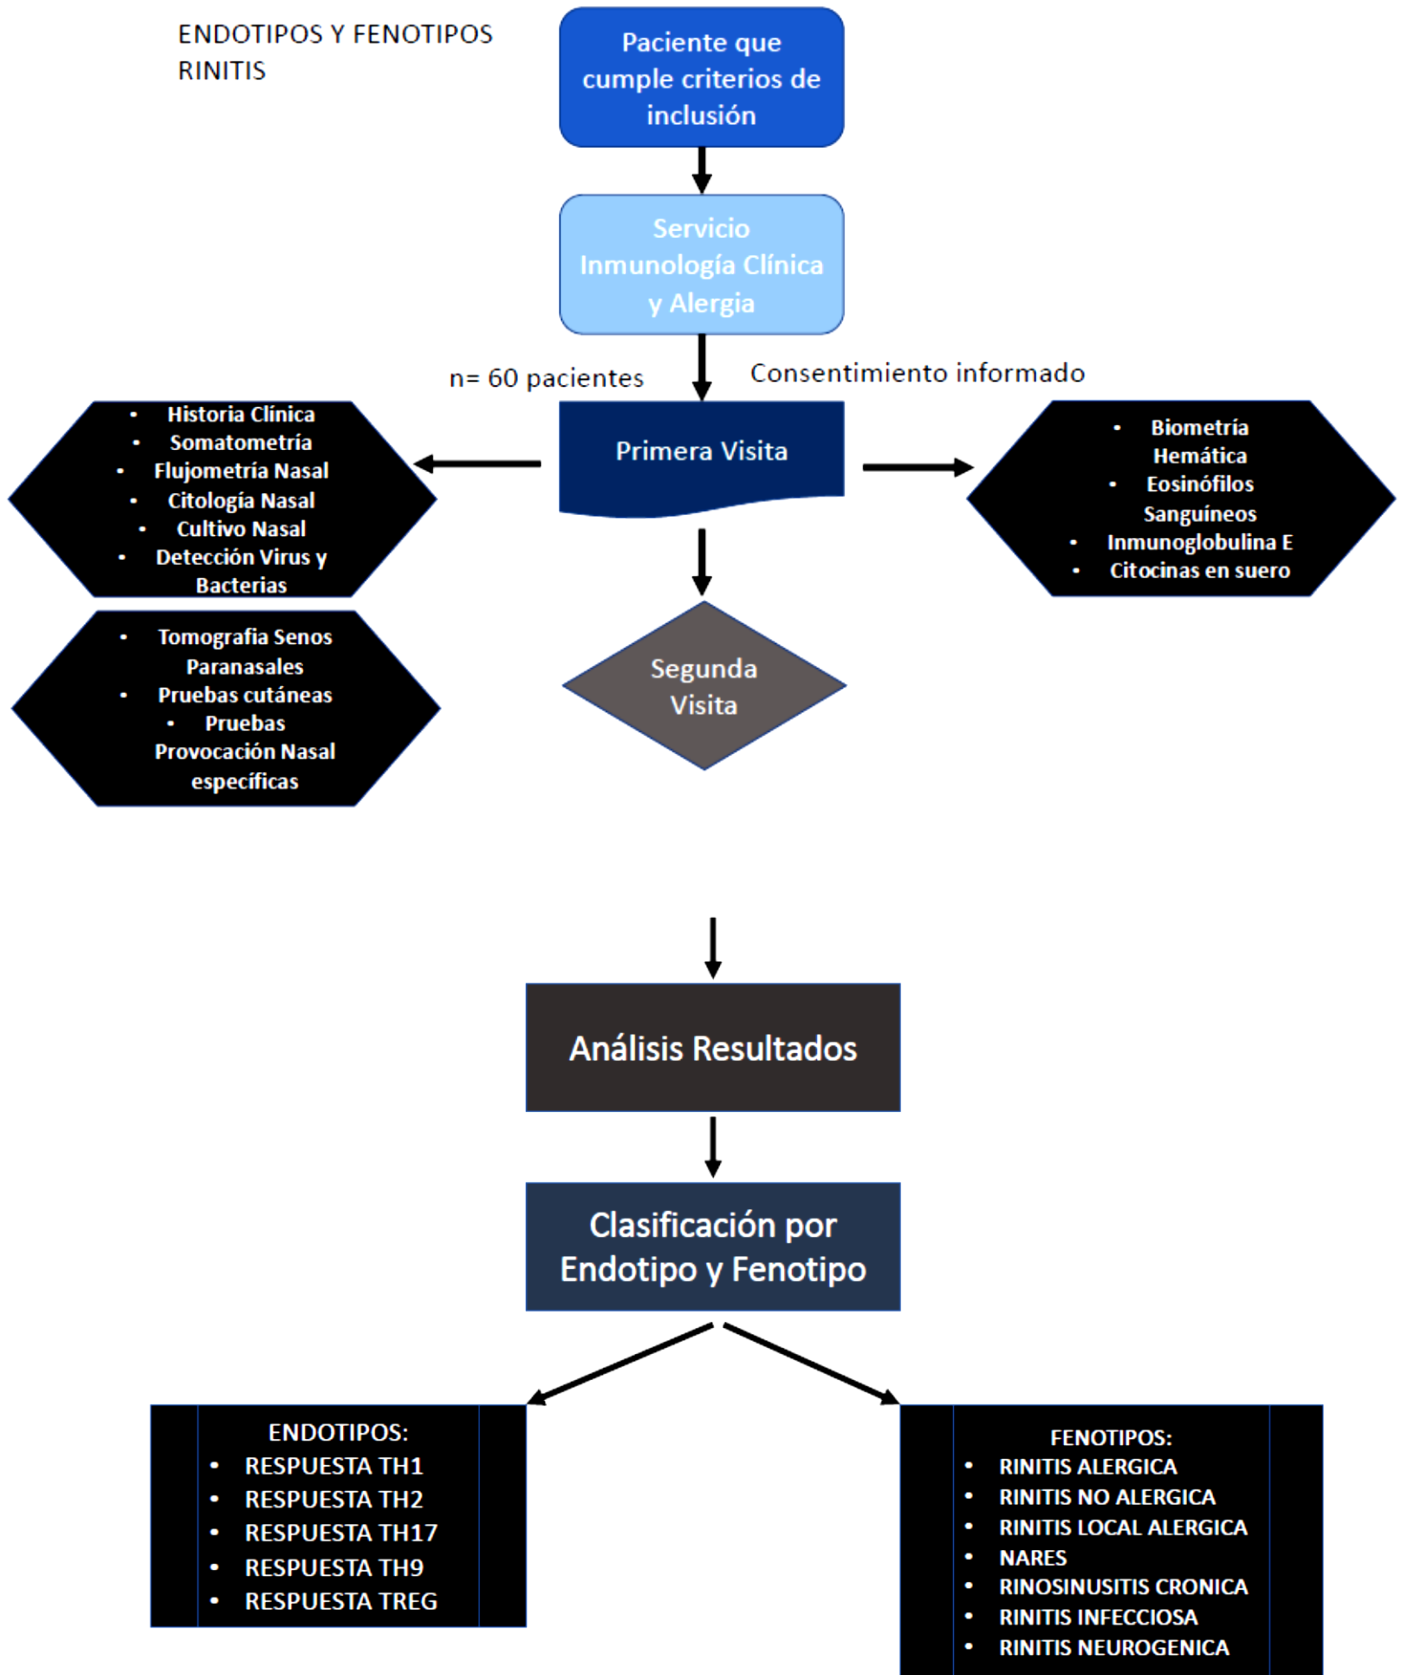 ENDOTIPOS Y FENOTIPOS
RINITIS
Paciente que
cumple criterios de
inclusión
Servicio
Inmunología Clínica
y Alergia
n= 60 pacientes
Consentimiento informado
• Historia Clínica
• Somatometría
• Flujometría Nasal
• Citología Nasal
• Cultivo Nasal
• Detección Virus y
Bacterias
Primera Visita
• Biometría
Hemática
• Eosinófilos
Sanguíneos
• Inmunoglobulina E
• Citocinas en suero
• Tomografia Senos
Paranasales
• Pruebas cutáneas
• Pruebas
Provocación Nasal
específicas
Segunda
Visita
Análisis Resultados
Clasificación por
Endotipo y Fenotipo
ENDOTIPOS:
• RESPUESTA TH1
• RESPUESTA TH2
• RESPUESTA TH17
• RESPUESTA TH9
• RESPUESTA TREG
FENOTIPOS:
• RINITIS ALERGICA
• RINITIS NO ALERGICA
• RINITIS LOCAL ALERGICA
• NARES
• RINOSINUSITIS CRONICA
• RINITIS INFECCIOSA
• RINITIS NEUROGENICA